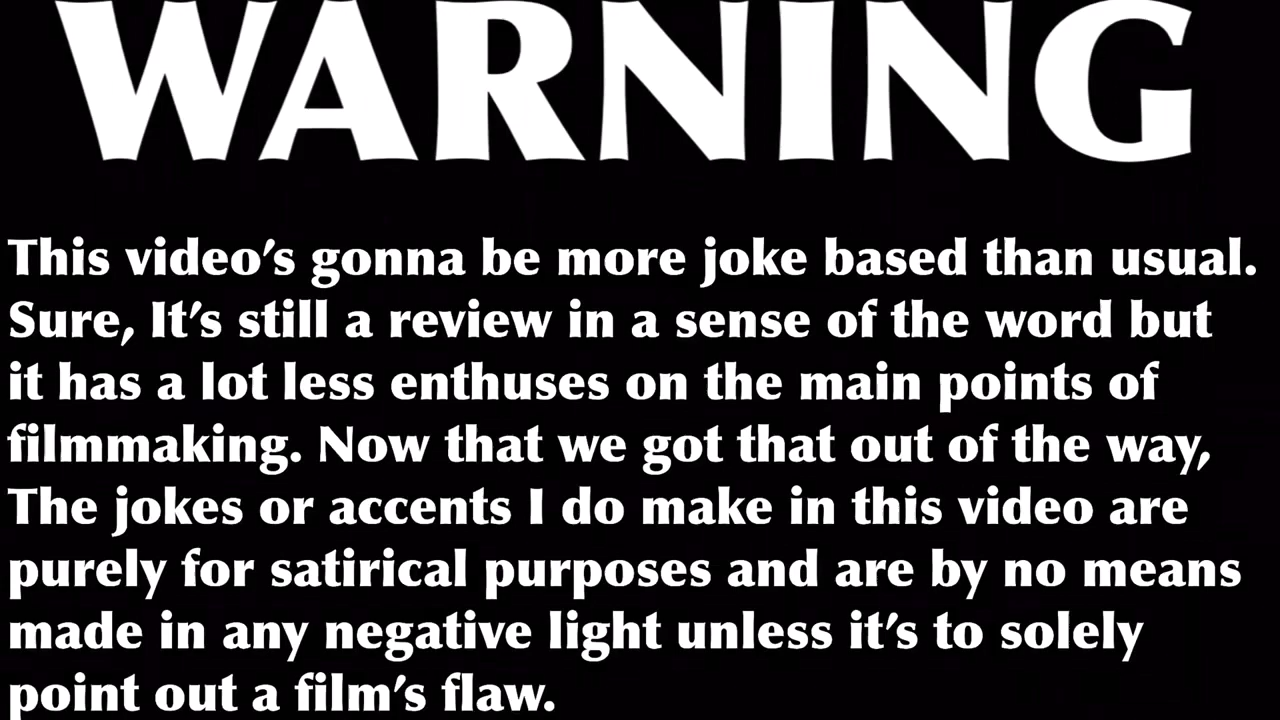 WARNING
This video’s gonna be more joke based than usual.
Sure, It’s still a review in a sense of the word but
it has a lot less enthuses on the main points of
filmmaking. Now that we got that out of the way,
The jokes or accents I do make in this video are
purely for satirical purposes and are by no means
made in any negative light unless it’s to solely
point out a film’s flaw.